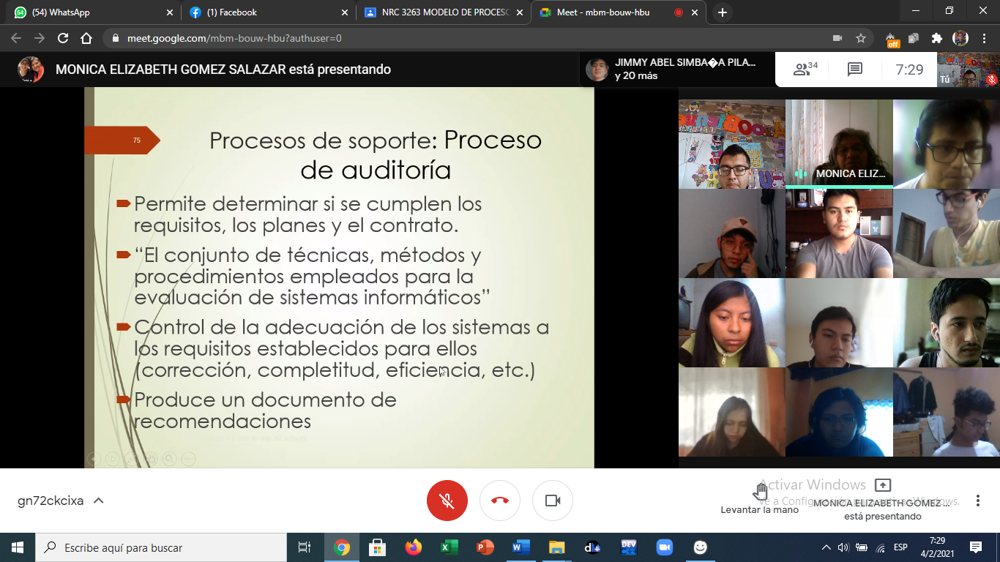 (54) WhatsApp
(1) Facebook
NRC 3263 MODELO DE PROCESO
Meet - mbm-bouw-hbu
meet.google.com/mbm-bouw-hbu?authuser=0
off
MONICA ELIZABETH GOMEZ SALAZAR está presentando
JIMMY ABEL SIMBA�A PILA...
y 20 más
34
7:29
Tú
75
Procesos de soporte: Proceso
de auditoría
Permite determinar si se cumplen los
requisitos, los planes y el contrato.
“El conjunto de técnicas, métodos y
procedimientos empleados para la
evaluación de sistemas informáticos”
Control de la adecuación de los sistemas a
los requisitos establecidos para ellos
(corrección, completitud, eficiencia, etc.)
Produce un documento de
recomendaciones
MONICA ELIZ...
gn72ckcixa
Levantar la mano
Activar Windows
Ve a Configuración para activar Windows.
MONICA ELIZABETH GOMEZ ...
está presentando
Escribe aquí para buscar
DEV
ESP
7:29
4/2/2021